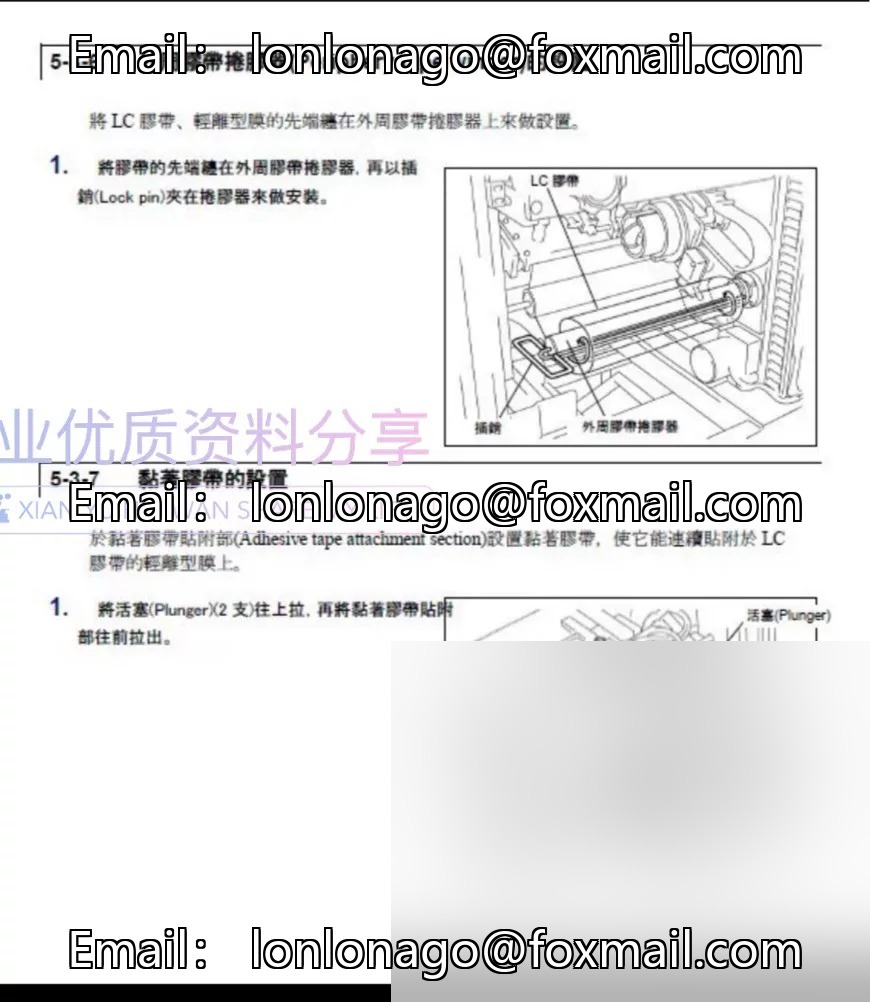 Email： lonlonago@foxmail.com
將 LC 膠帶、輕離型膜的先端纏在外周膠帶捲膠器上來做設置。
1. 將膠帶的先端纏在外周膠帶捲膠器, 再以插
銷(Lock pin)夾在捲膠器來做安裝。
LC 膠帶
插銷
外周膠帶捲膠器
业优质资料分享
5-3-7 黏著膠帶的設置
Email： lonlonago@foxmail.com
於黏著膠帶貼附部(Adhesive tape attachment section)設置黏著膠帶，使它能連續貼附於 LC
膠帶的輕離型膜上。
1. 將活塞(Plunger)(2 支)往上拉, 再將黏著膠帶貼附
部往前拉出。
活塞(Plunger)
Email： lonlonago@foxmail.com